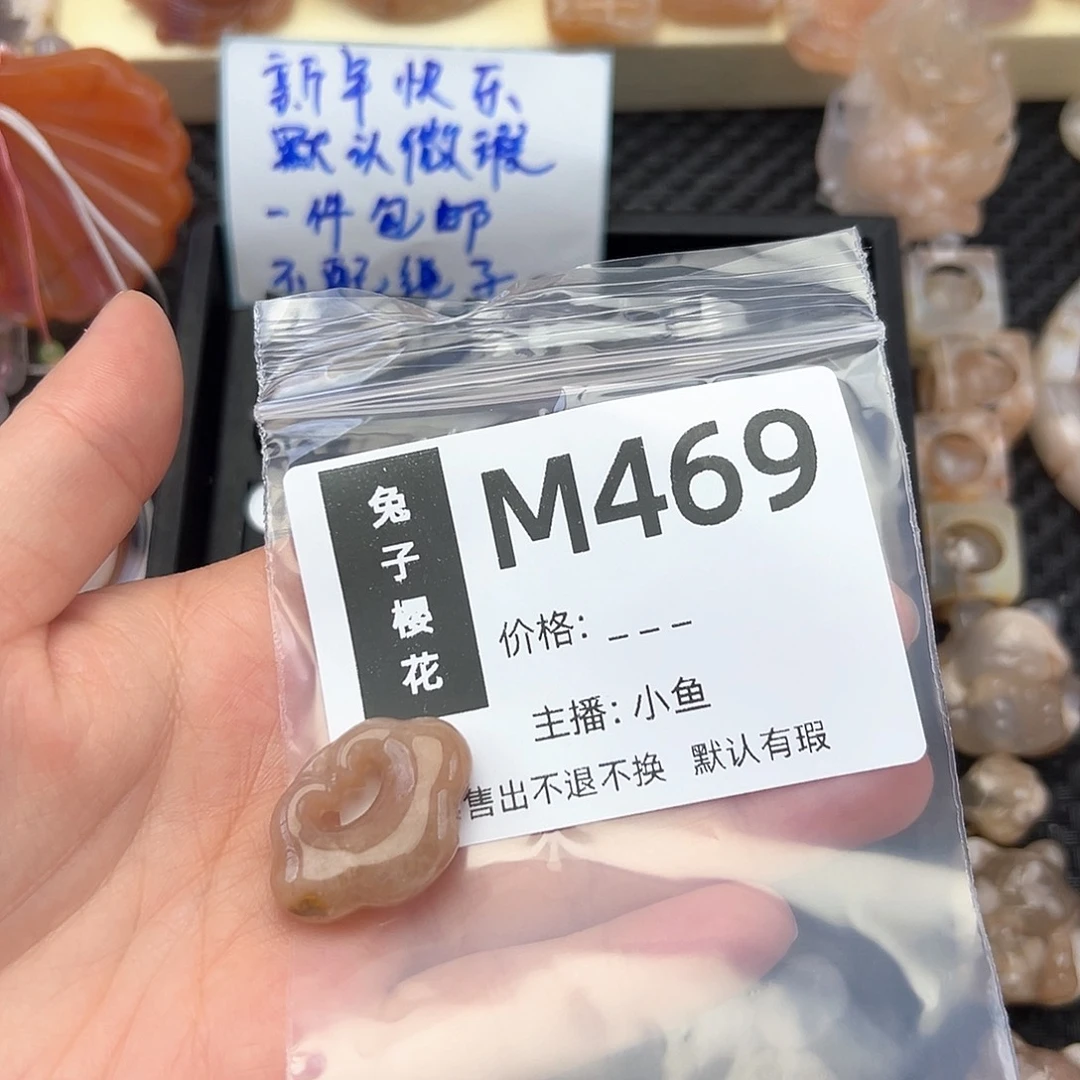 新年快乐
默认微瑕
一件包邮
不配绳子
兔子樱花
M469
价格: _ _ _
主播: 小鱼
售出不退不换 默认有瑕